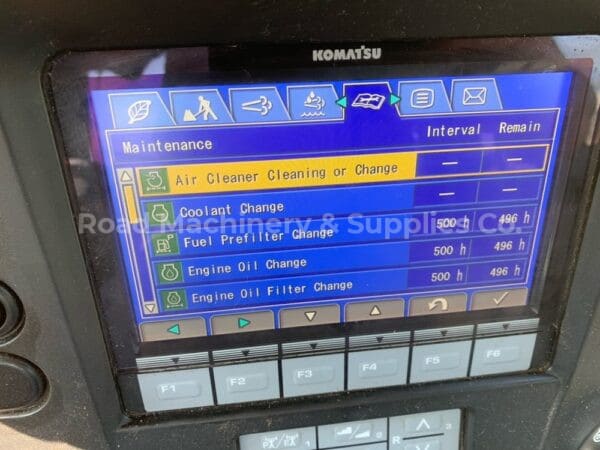 KOMATSU
Maintenance Interval Remain
Air Cleaner Cleaning or Change — —
Coolant Change — —
Road Machinery & Supplies Co.
Fuel Prefilter Change 500 h 496 h
Engine Oil Change 500 h 496 h
Engine Oil Filter Change 500 h 496 h
F1 F2 F3 F4 F5 F6
R